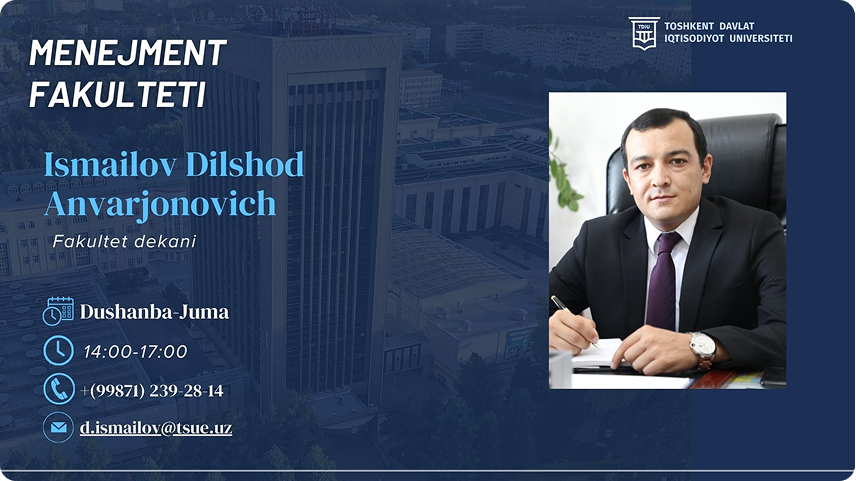 MENEJMENT
FAKULTETI
TDIU
TOSHKENT DAVLAT
IQTISODIYOT UNIVERSITETI
Ismailov Dilshod
Anvarjonovich
Fakultet dekani
Dushanba-Juma
14:00-17:00
+(99871) 239-28-14
d.ismailov@tsue.uz